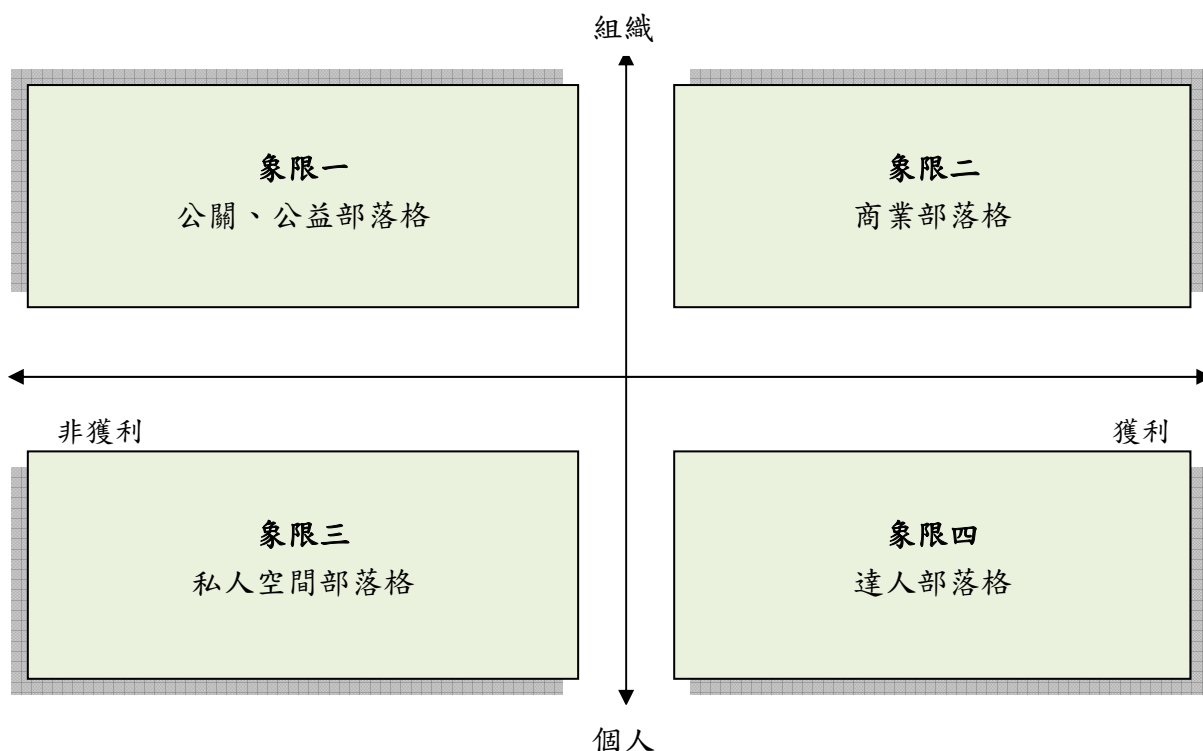 組織
象限一
公關、公益部落格
象限二
商業部落格
非獲利
獲利
象限三
私人空間部落格
象限四
達人部落格
個人